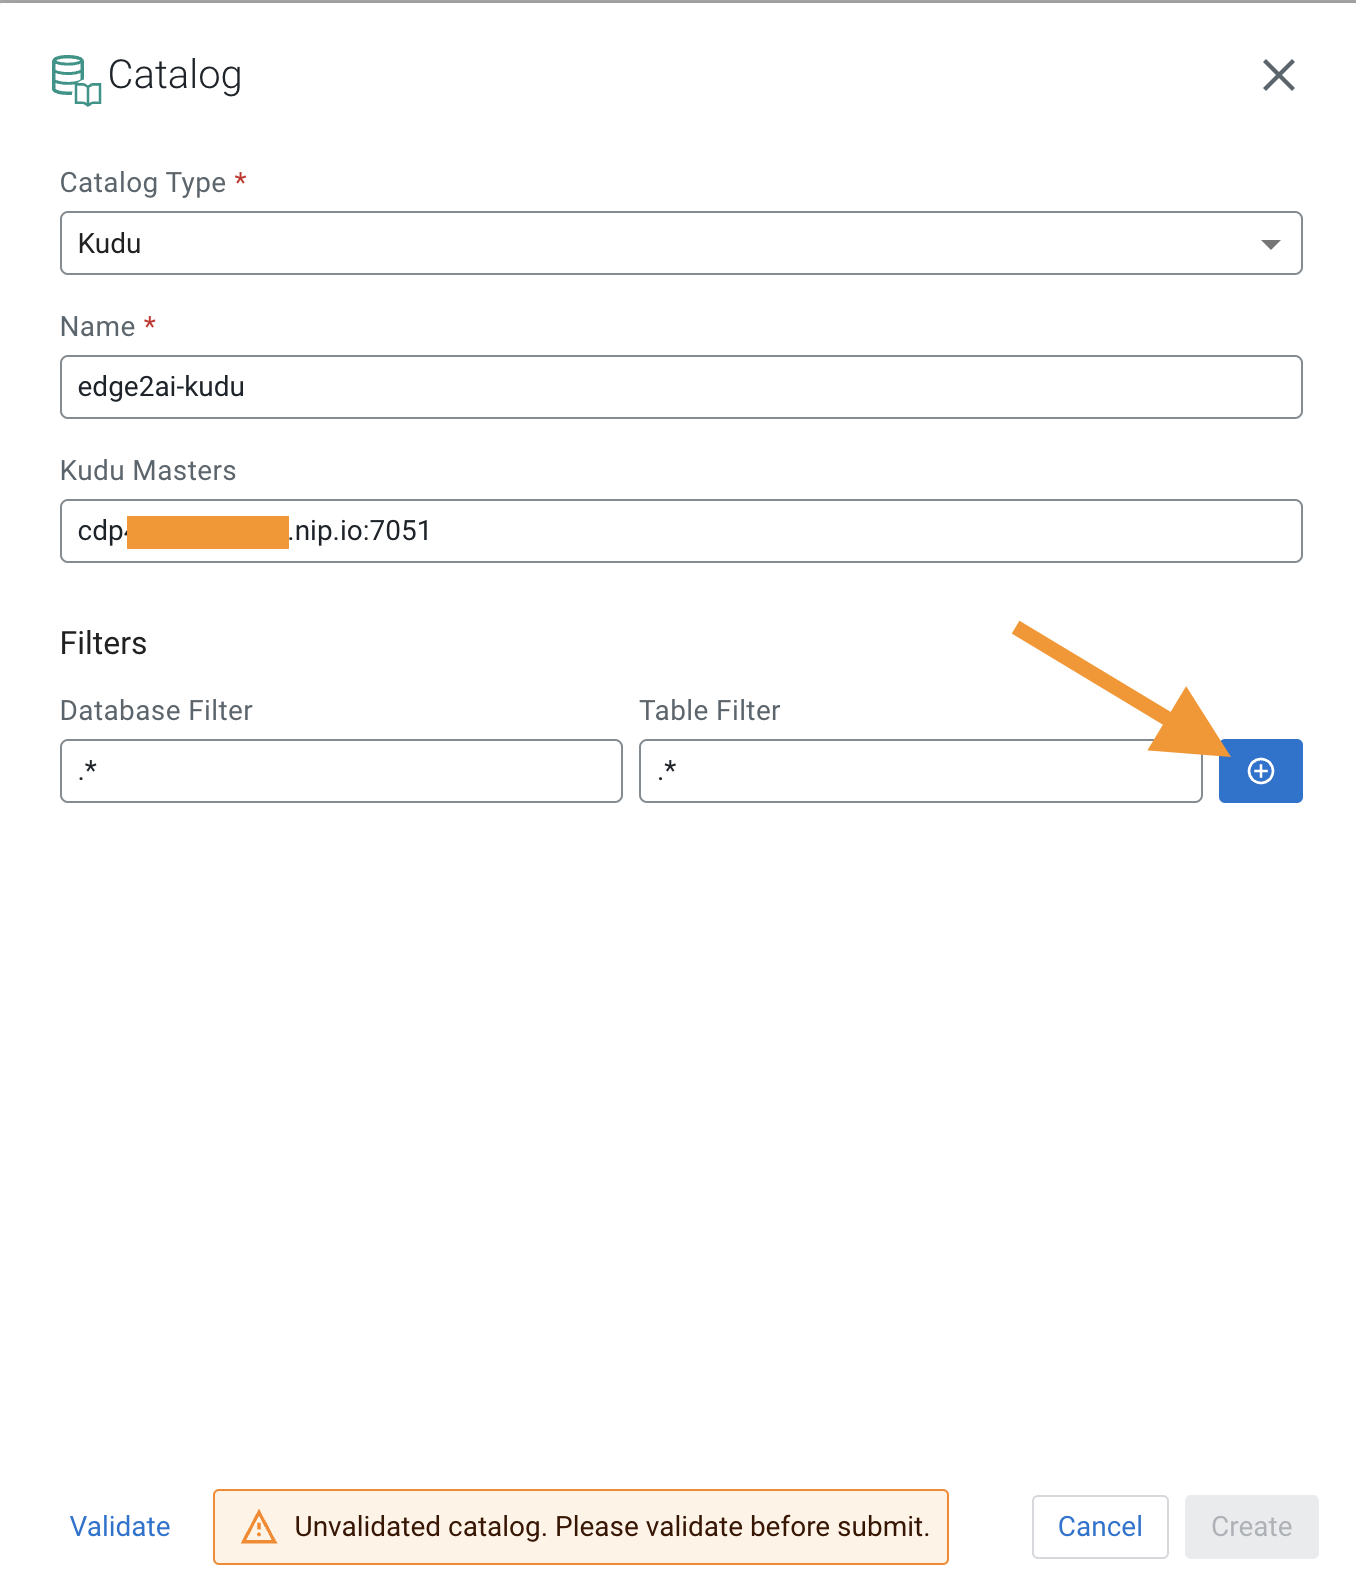 Catalog
Catalog Type *
Kudu
Name *
edge2ai-kudu
Kudu Masters
cdp .nip.io:7051
Filters
Database Filter Table Filter
.* .*
Validate Unvalidated catalog. Please validate before submit. Cancel Create